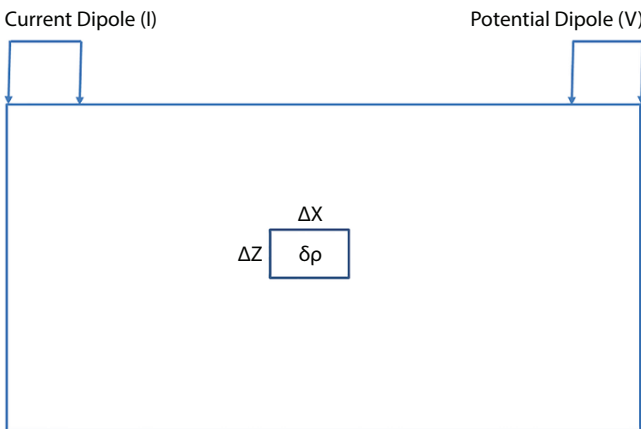 Current Dipole (I)
Potential Dipole (V)
ΔX
ΔZ
δρ